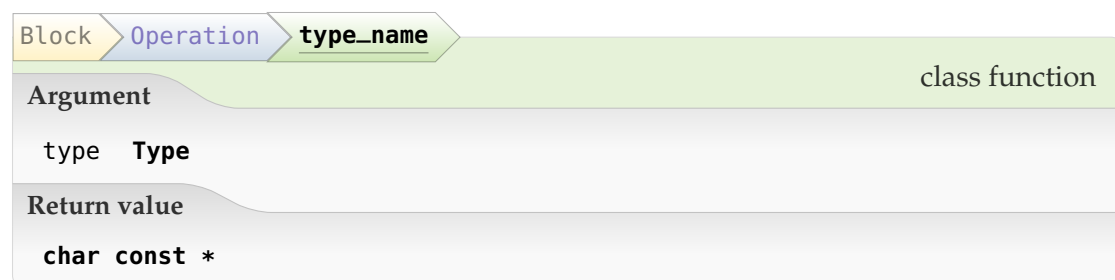 Block Operation type_name
class function
Argument
type Type
Return value
char const *